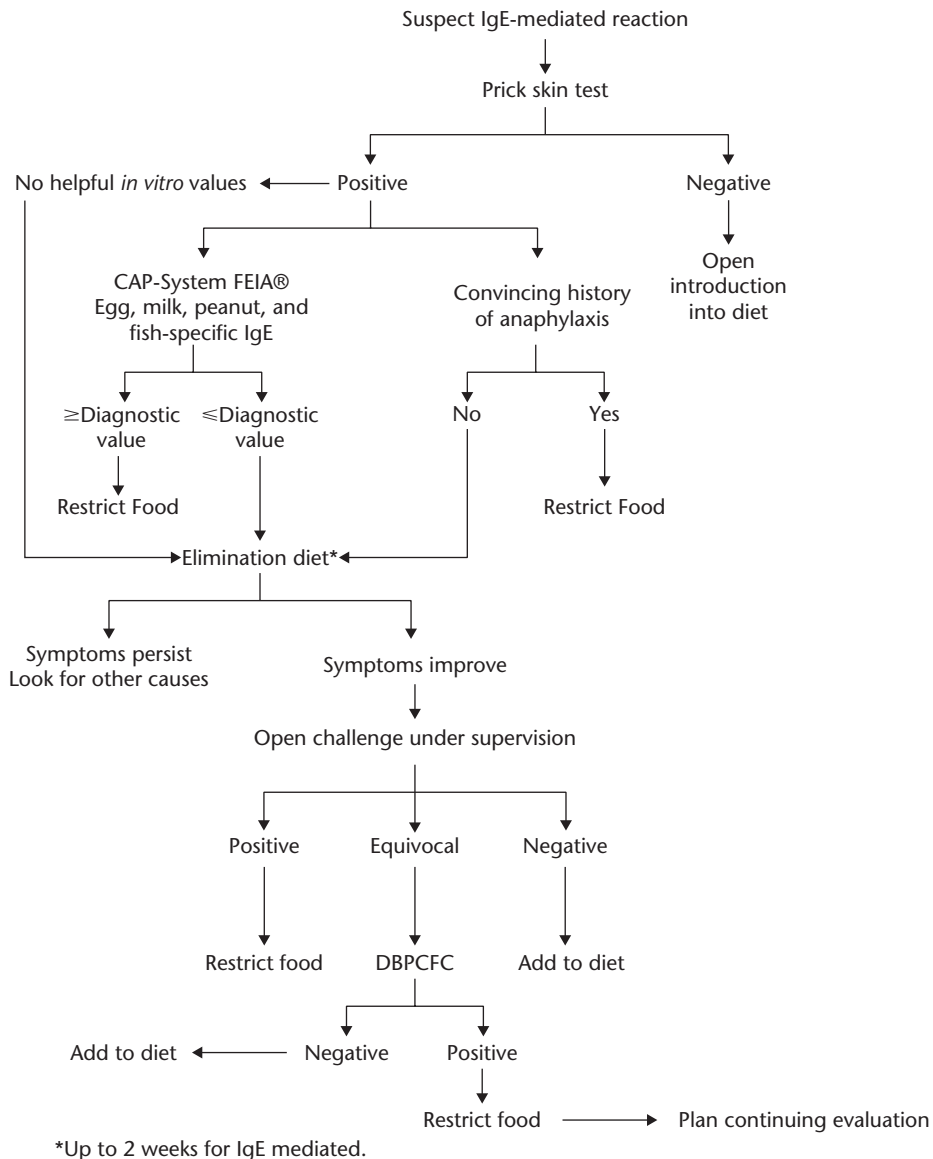 Suspect IgE-mediated reaction
Prick skin test
No helpful in vitro values
Positive
Negative
CAP-System FEIA®
Egg, milk, peanut, and
fish-specific IgE
Convincing history
of anaphylaxis
Open
introduction
into diet
≥Diagnostic
value
≤Diagnostic
value
No
Yes
Restrict Food
Restrict Food
Elimination diet*
Symptoms persist
Look for other causes
Symptoms improve
Open challenge under supervision
Positive
Equivocal
Negative
Restrict food
DBPCFC
Add to diet
Add to diet
Negative
Positive
Restrict food
Plan continuing evaluation
*Up to 2 weeks for IgE mediated.